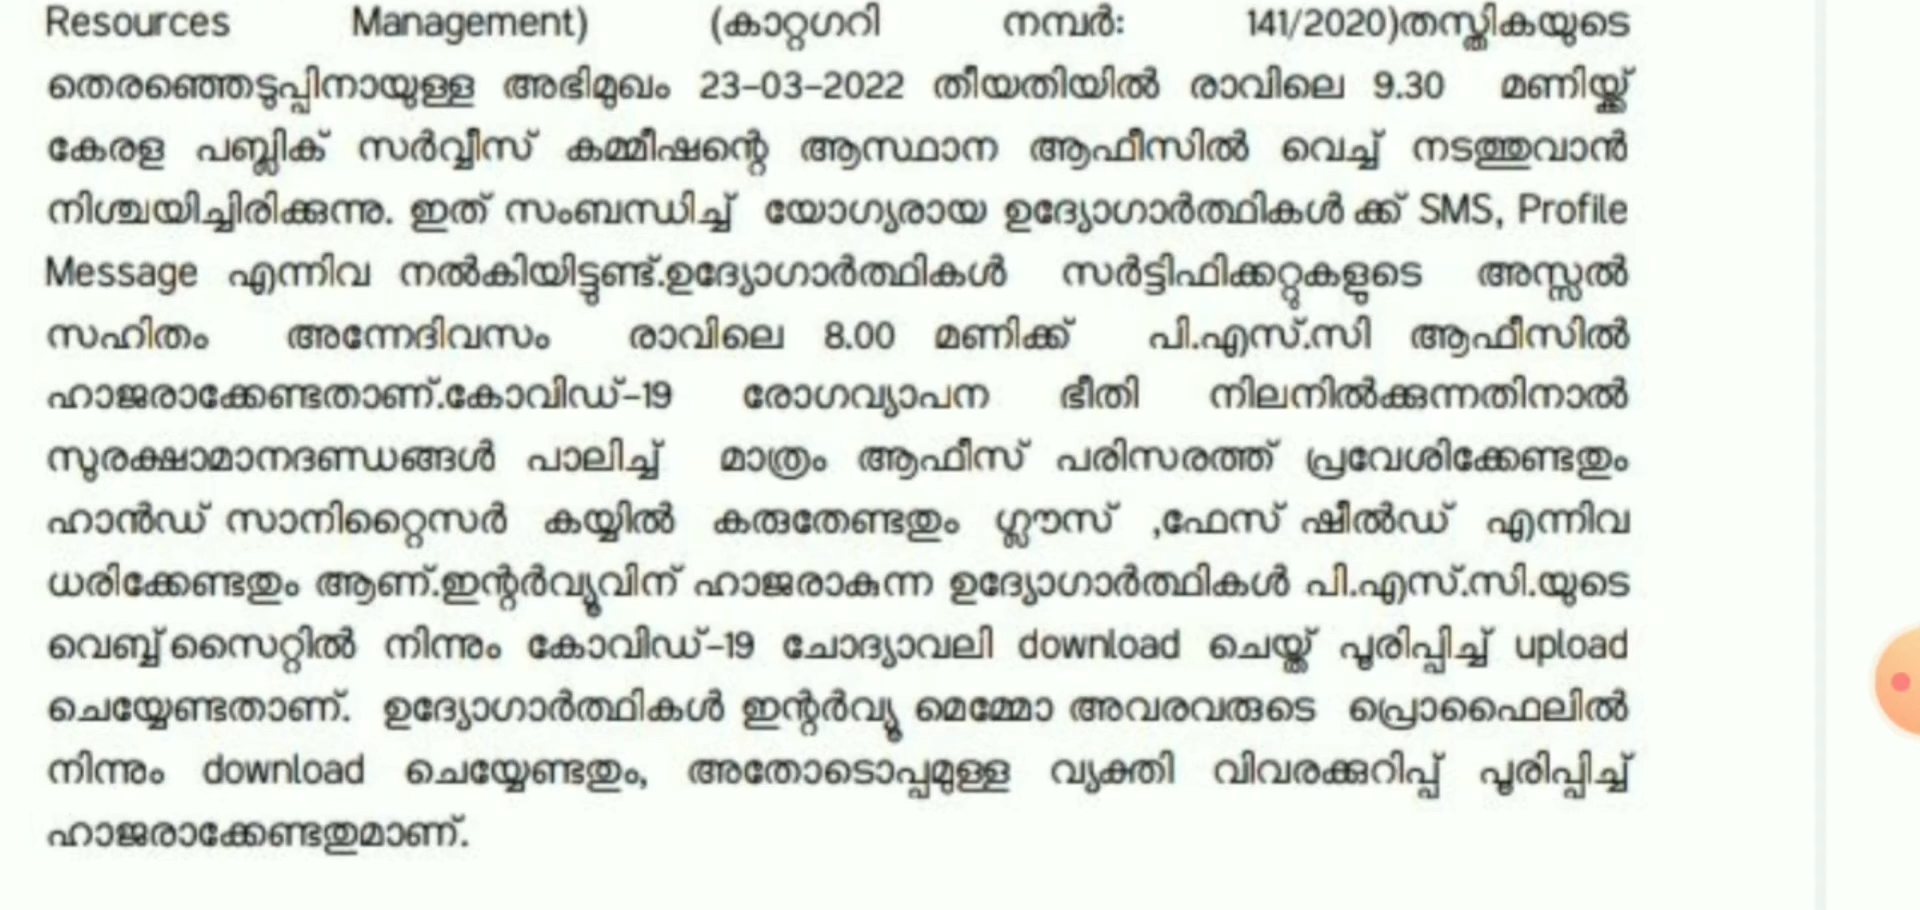 Resources Management) (കാറ്റഗറി നമ്പർ: 141/2020)തസ്തികയുടെ
തെരഞ്ഞെടുപ്പിനായുള്ള അഭിമുഖം 23-03-2022 തീയതിയിൽ രാവിലെ 9.30 മണിയ്ക്ക്
കേരള പബ്ലിക് സർവ്വീസ് കമ്മീഷന്റെ ആസ്ഥാന ആഫീസിൽ വെച്ച് നടത്തുവാൻ
നിശ്ചയിച്ചിരിക്കുന്നു. ഇത് സംബന്ധിച്ച് യോഗ്യരായ ഉദ്യോഗാർത്ഥികൾ ക്ക് SMS, Profile
Message എന്നിവ നൽകിയിട്ടുണ്ട്.ഉദ്യോഗാർത്ഥികൾ സർട്ടിഫിക്കറ്റുകളുടെ അസ്സൽ
സഹിതം അന്നേദിവസം രാവിലെ 8.00 മണിക്ക് പി.എസ്.സി ആഫീസിൽ
ഹാജരാക്കേണ്ടതാണ്.കോവിഡ്-19 രോഗവ്യാപന ഭീതി നിലനിൽക്കുന്നതിനാൽ
സുരക്ഷാമാനദണ്ഡങ്ങൾ പാലിച്ച് മാത്രം ആഫീസ് പരിസരത്ത് പ്രവേശിക്കേണ്ടതും
ഹാൻഡ് സാനിറ്റൈസർ കയ്യിൽ കരുതേണ്ടതും ഗ്ലൗസ് ,ഫേസ് ഷീൽഡ് എന്നിവ
ധരിക്കേണ്ടതും ആണ്.ഇന്റർവ്യൂവിന് ഹാജരാകുന്ന ഉദ്യോഗാർത്ഥികൾ പി.എസ്.സി.യുടെ
വെബ്ബ് സൈറ്റിൽ നിന്നും കോവിഡ്-19 ചോദ്യാവലി download ചെയ്ത് പൂരിപ്പിച്ച് upload
ചെയ്യേണ്ടതാണ്. ഉദ്യോഗാർത്ഥികൾ ഇന്റർവ്യൂ മെമ്മോ അവരവരുടെ പ്രൊഫൈലിൽ
നിന്നും download ചെയ്യേണ്ടതും, അതോടൊപ്പമുള്ള വ്യക്തി വിവരക്കുറിപ്പ് പൂരിപ്പിച്ച്
ഹാജരാക്കേണ്ടതുമാണ്.